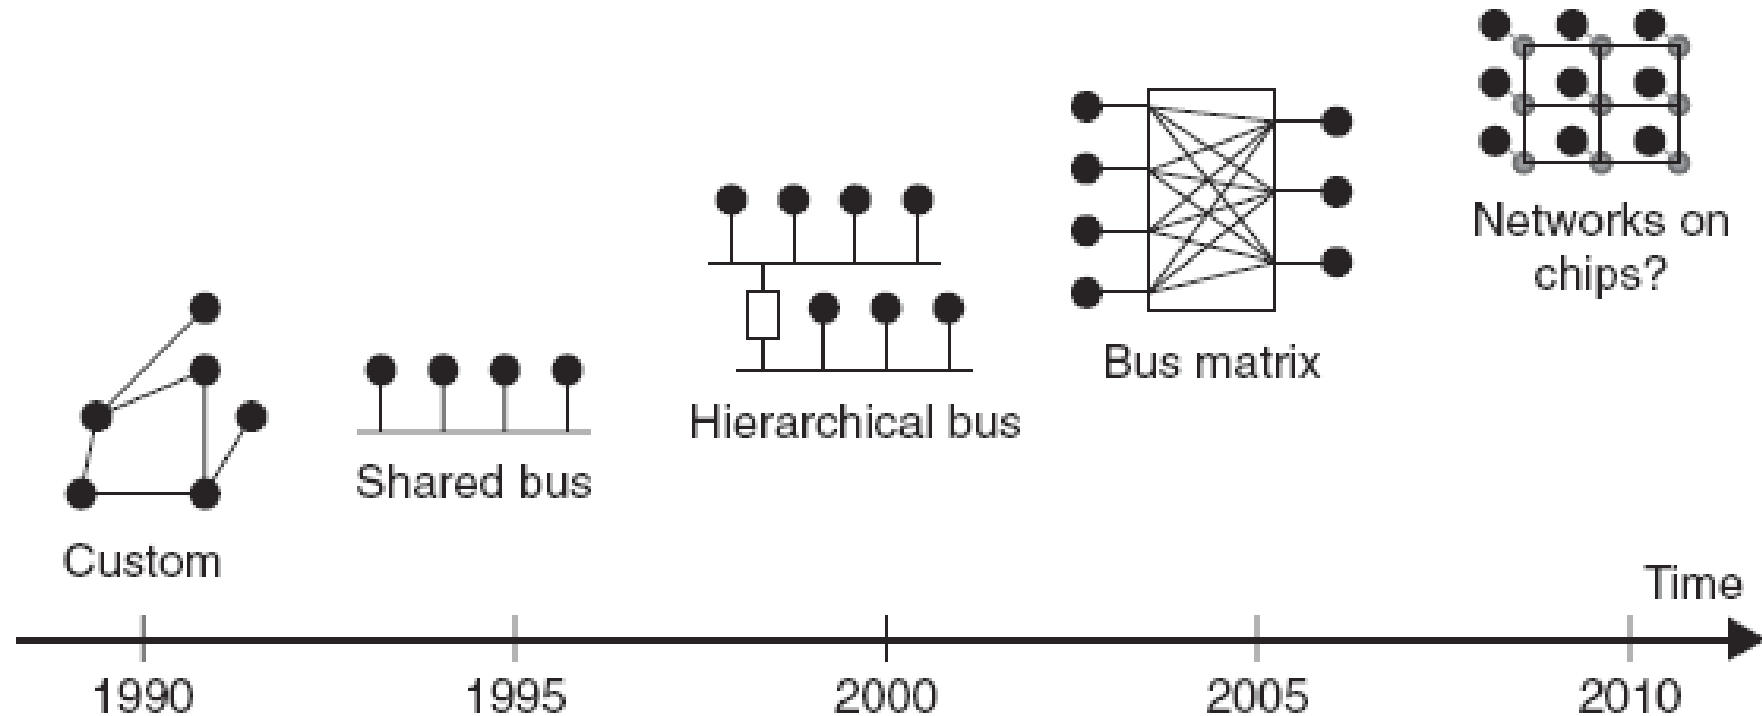 Networks on
chips?
Bus matrix
Hierarchical bus
Shared bus
Custom
Time
1990
1995
2000
2005
2010